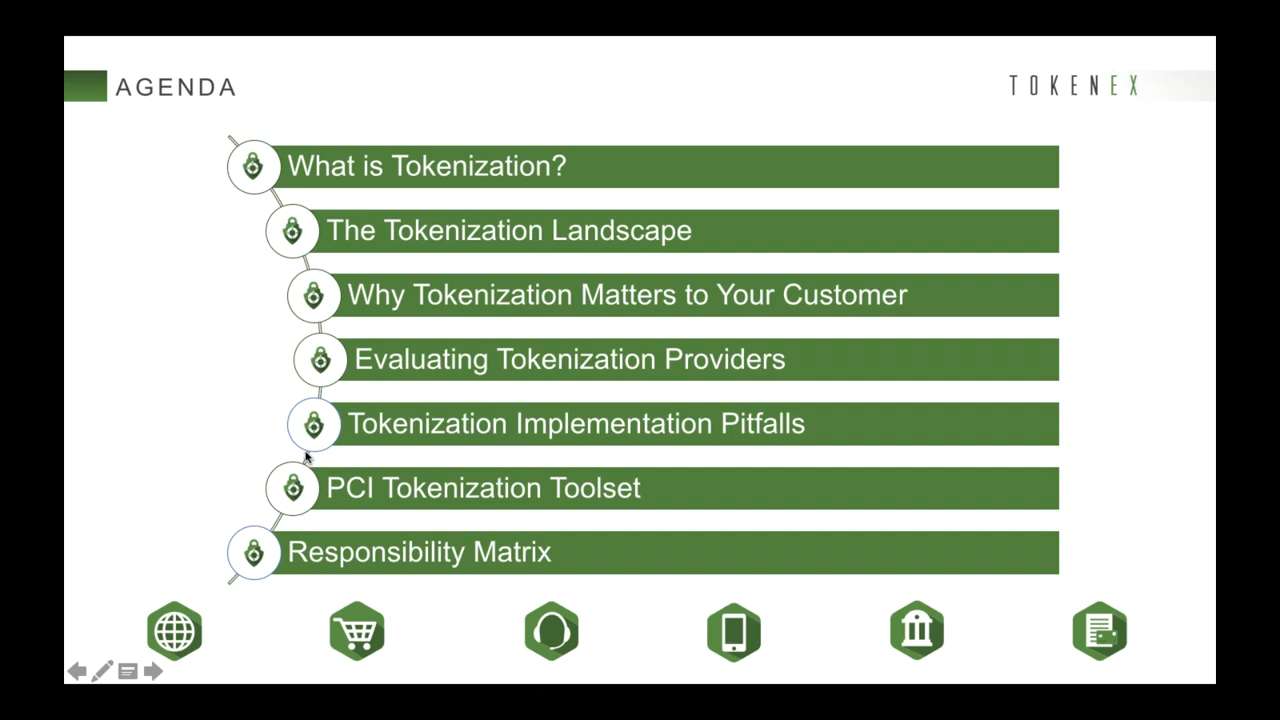 AGENDA
TOKENEX
What is Tokenization?
The Tokenization Landscape
Why Tokenization Matters to Your Customer
Evaluating Tokenization Providers
Tokenization Implementation Pitfalls
PCI Tokenization Toolset
Responsibility Matrix